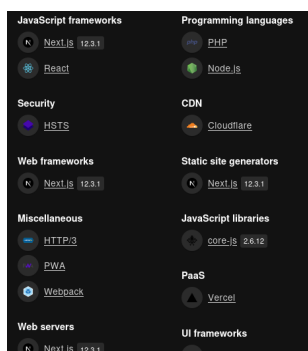 JavaScript frameworks
Next.js 12.3.1
React
Security
HSTS
Web frameworks
Next.js 12.3.1
Miscellaneous
HTTP/3
PWA
Webpack
Web servers
Next.js 12.3.1
Programming languages
PHP
Node.js
CDN
Cloudflare
Static site generators
Next.js 12.3.1
JavaScript libraries
core-js 2.6.12
PaaS
Vercel
UI frameworks